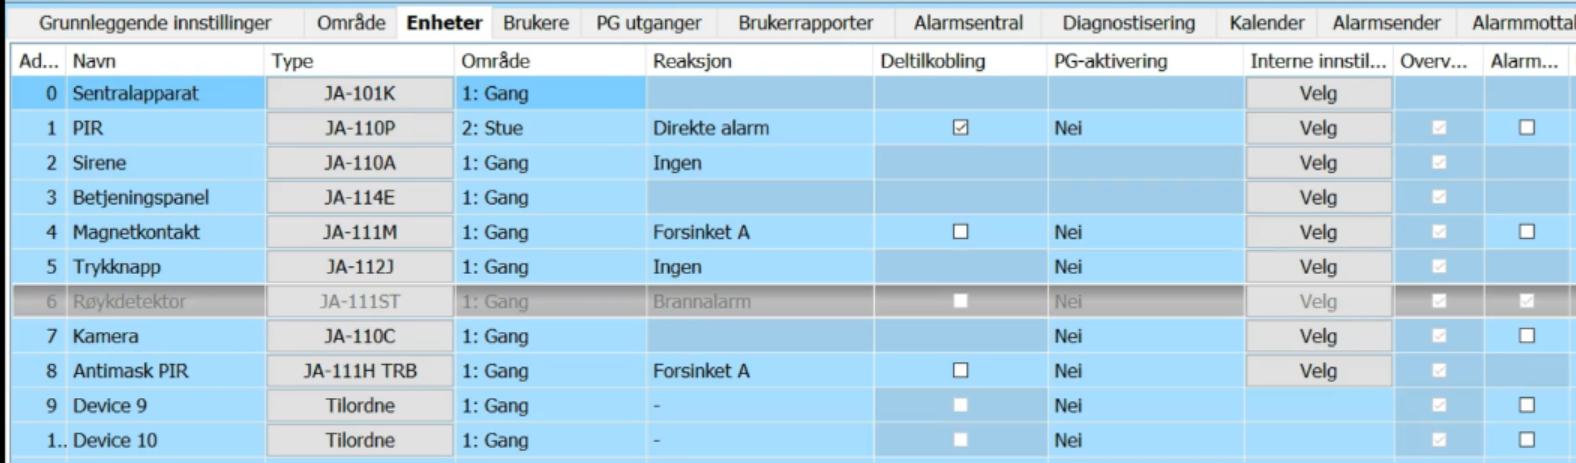 Grunnleggende innstillinger Område Enheter Brukere PG utganger Brukerrapporter Alarmsentral Diagnostisering Kalender Alarmsender Alarmmottal
Ad... Navn Type Område Reaksjon Deltilkobling PG-aktivering Interne innstil... Overv... Alarm...
0 Sentralapparat JA-101K 1: Gang Velg
1 PIR JA-110P 2: Stue Direkte alarm Nei Velg
2 Sirene JA-110A 1: Gang Ingen Velg
3 Betjeningspanel JA-114E 1: Gang Velg
4 Magnetkontakt JA-111M 1: Gang Forsinket A Nei Velg
5 Trykknapp JA-112J 1: Gang Ingen Nei Velg
6 Røykdetektor JA-111ST 1: Gang Brannalarm Nei Velg
7 Kamera JA-110C 1: Gang Nei Velg
8 Antimask PIR JA-111H TRB 1: Gang Forsinket A Nei Velg
9 Device 9 Tilordne 1: Gang - Nei
1.. Device 10 Tilordne 1: Gang - Nei